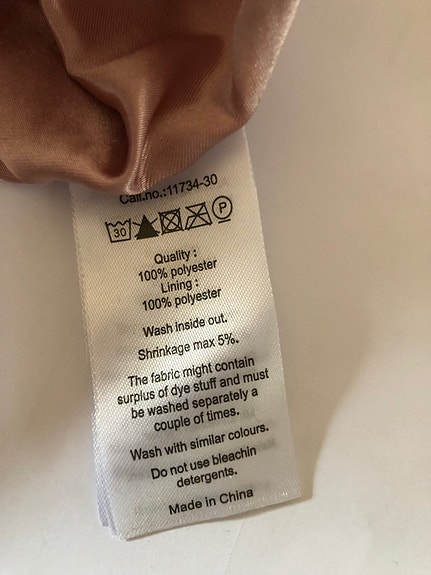 Call.no.:11734-30
30 P
Quality :
100% polyester
Lining :
100% polyester
Wash inside out.
Shrinkage max 5%.
The fabric might contain
surplus of dye stuff and must
be washed separately a
couple of times.
Wash with similar colours.
Do not use bleachin
detergents.
Made in China